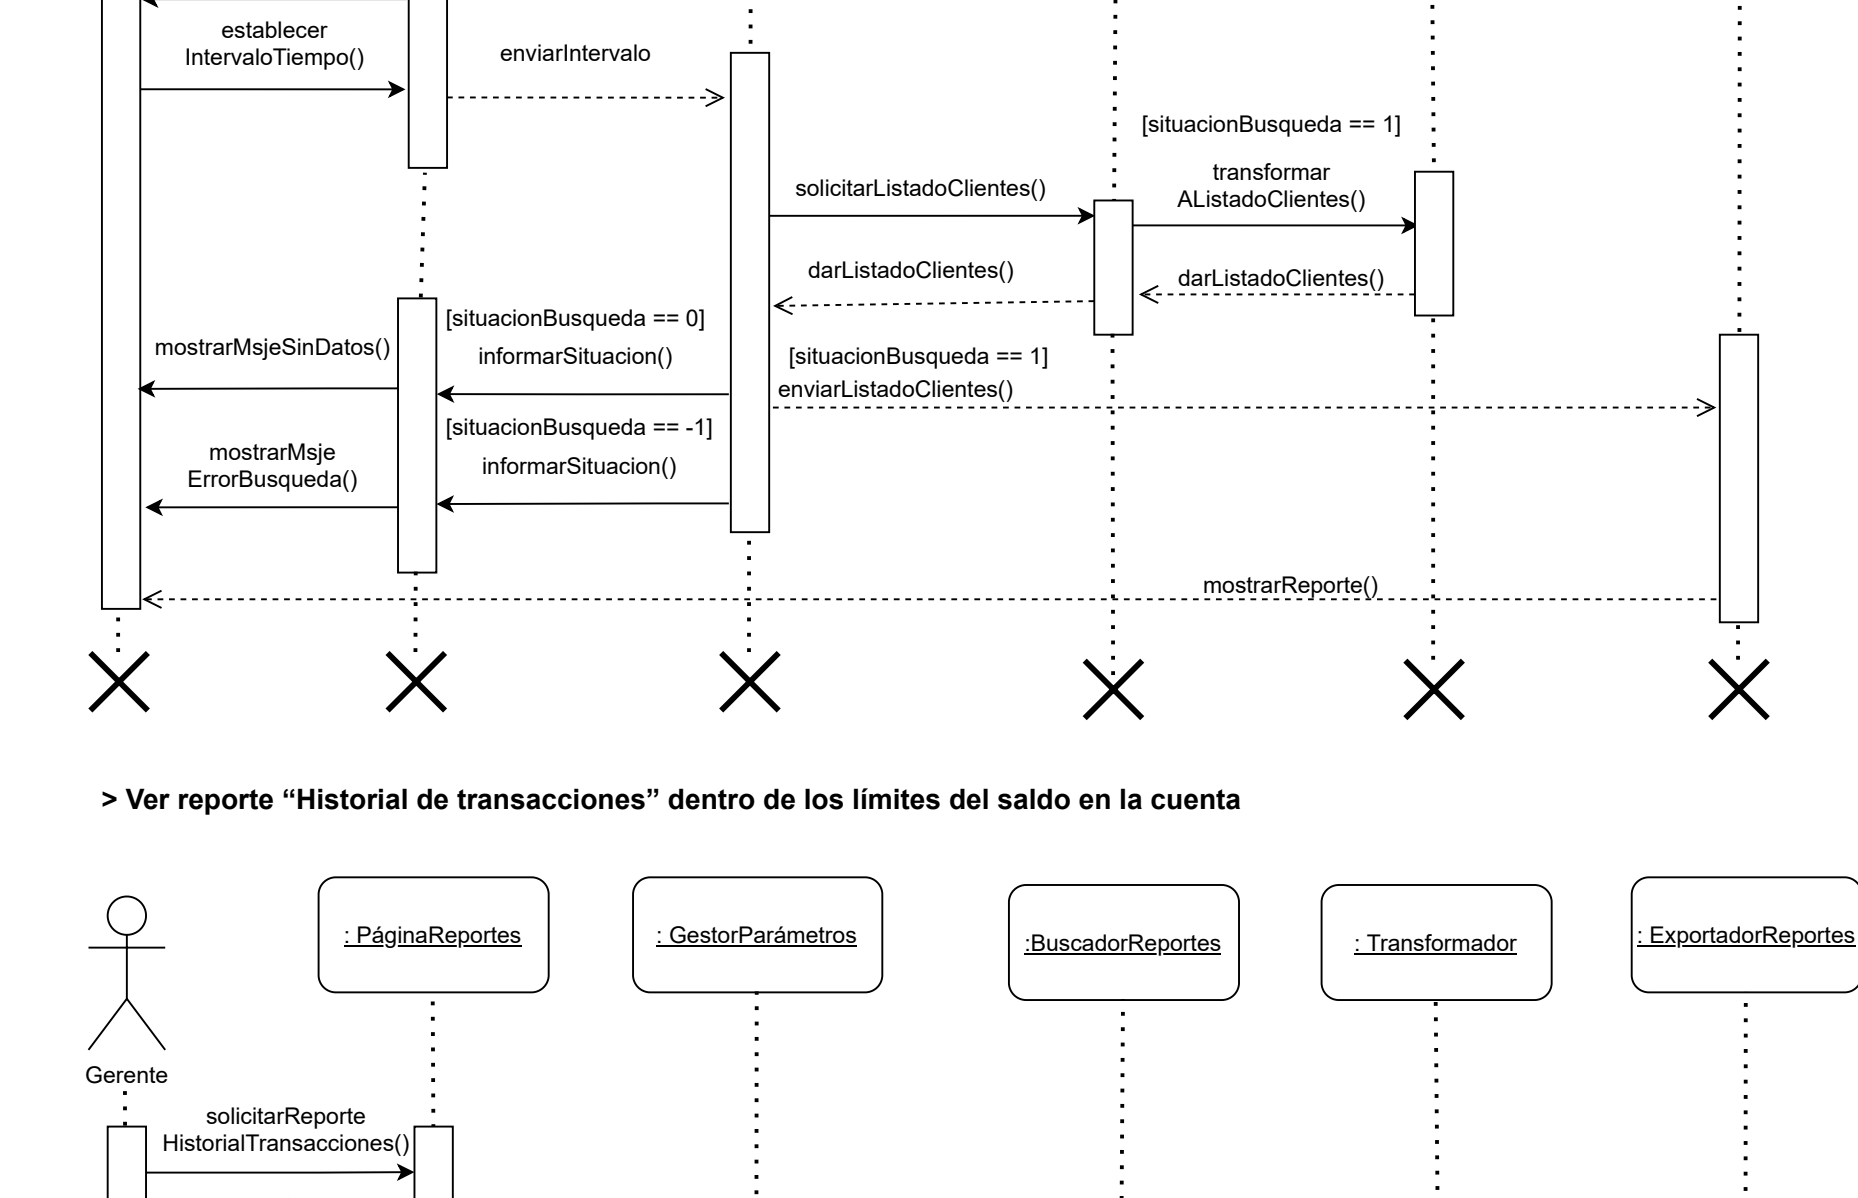 establecer
IntervaloTiempo()
enviarIntervalo
[situacionBusqueda == 1]
transformar
AListadoClientes()
solicitarListadoClientes()
darListadoClientes()
darListadoClientes()
[situacionBusqueda == 0]
mostrarMsjeSinDatos()
informarSituacion()
[situacionBusqueda == 1]
enviarListadoClientes()
[situacionBusqueda == -1]
mostrarMsje
ErrorBusqueda()
informarSituacion()
mostrarReporte()
> Ver reporte “Historial de transacciones” dentro de los límites del saldo en la cuenta
: PáginaReportes
: GestorParámetros
:BuscadorReportes
: Transformador
: ExportadorReportes
Gerente
solicitarReporte
HistorialTransacciones()